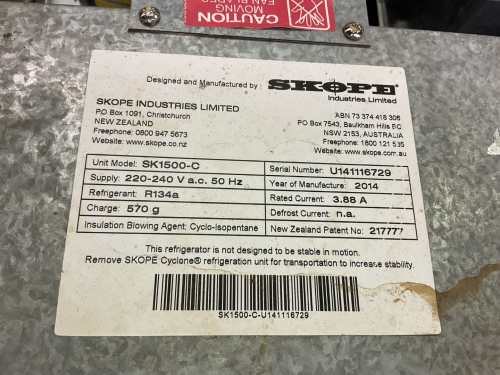 CAUTION
MOVING
FAN BLADES
Designed and Manufactured by : SKOPE
Industries Limited
SKOPE INDUSTRIES LIMITED
PO Box 1091, Christchurch
NEW ZEALAND
Freephone: 0800 947 5673
Website: www.skope.co.nz
ABN 73 374 418 306
PO Box 7543, Baulkham Hills BC
NSW 2153, AUSTRALIA
Freephone: 1800 121 535
Website: www.skope.com.au
Unit Model: SK1500-C
Serial Number: U141116729
Supply: 220-240 V a.c. 50 Hz
Year of Manufacture: 2014
Refrigerant: R134a
Rated Current: 3.88 A
Charge: 570 g
Defrost Current: n.a.
Insulation Blowing Agent: Cyclo-Isopentane
New Zealand Patent No: 217777
This refrigerator is not designed to be stable in motion.
Remove SKOPE Cyclone® refrigeration unit for transportation to increase stability.
SK1500-C-U141116729